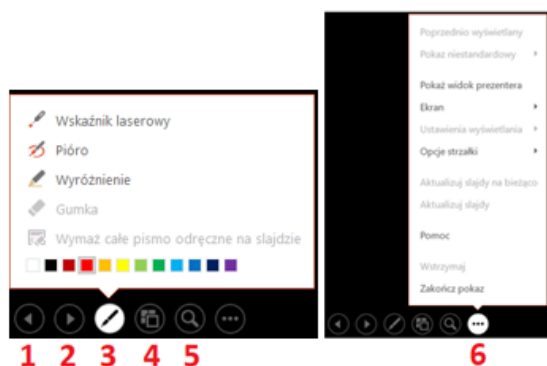 Wskaźnik laserowy
Pióro
Wyróżnienie
Gumka
Wymaż całe pismo odręczne na slajdzie
1 2 3 4 5
Poprzednio wyświetlany
Pokaz niestandardowy
Pokaż widok prezentera
Ekran
Ustawienia wyświetlania
Opcje strzałki
Aktualizuj slajdy na bieżąco
Aktualizuj slajdy
Pomoc
Wstrzymaj
Zakończ pokaz
6